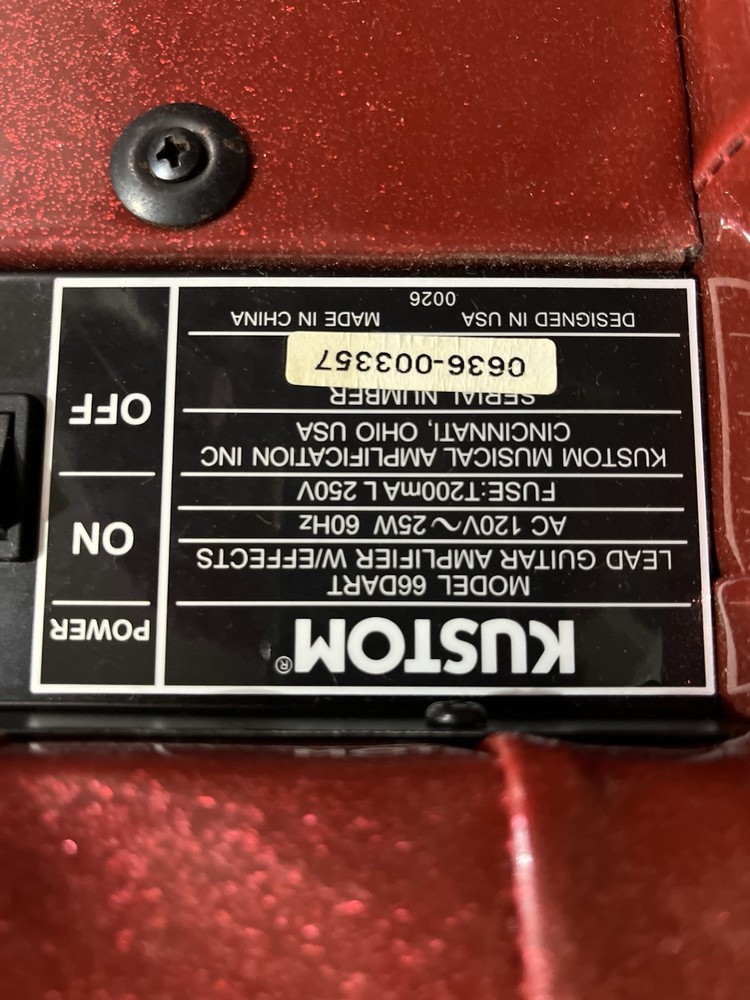 KUSTOM®
MODEL 66DART
LEAD GUITAR AMPLIFIER W/EFFECTS
AC 120V~25W 60Hz
FUSE:T200mA L 250V
KUSTOM MUSICAL AMPLIFICATION INC
CINCINNATI, OHIO USA
SERIAL NUMBER
0636-003357
DESIGNED IN USA MADE IN CHINA
0026
POWER
ON
OFF